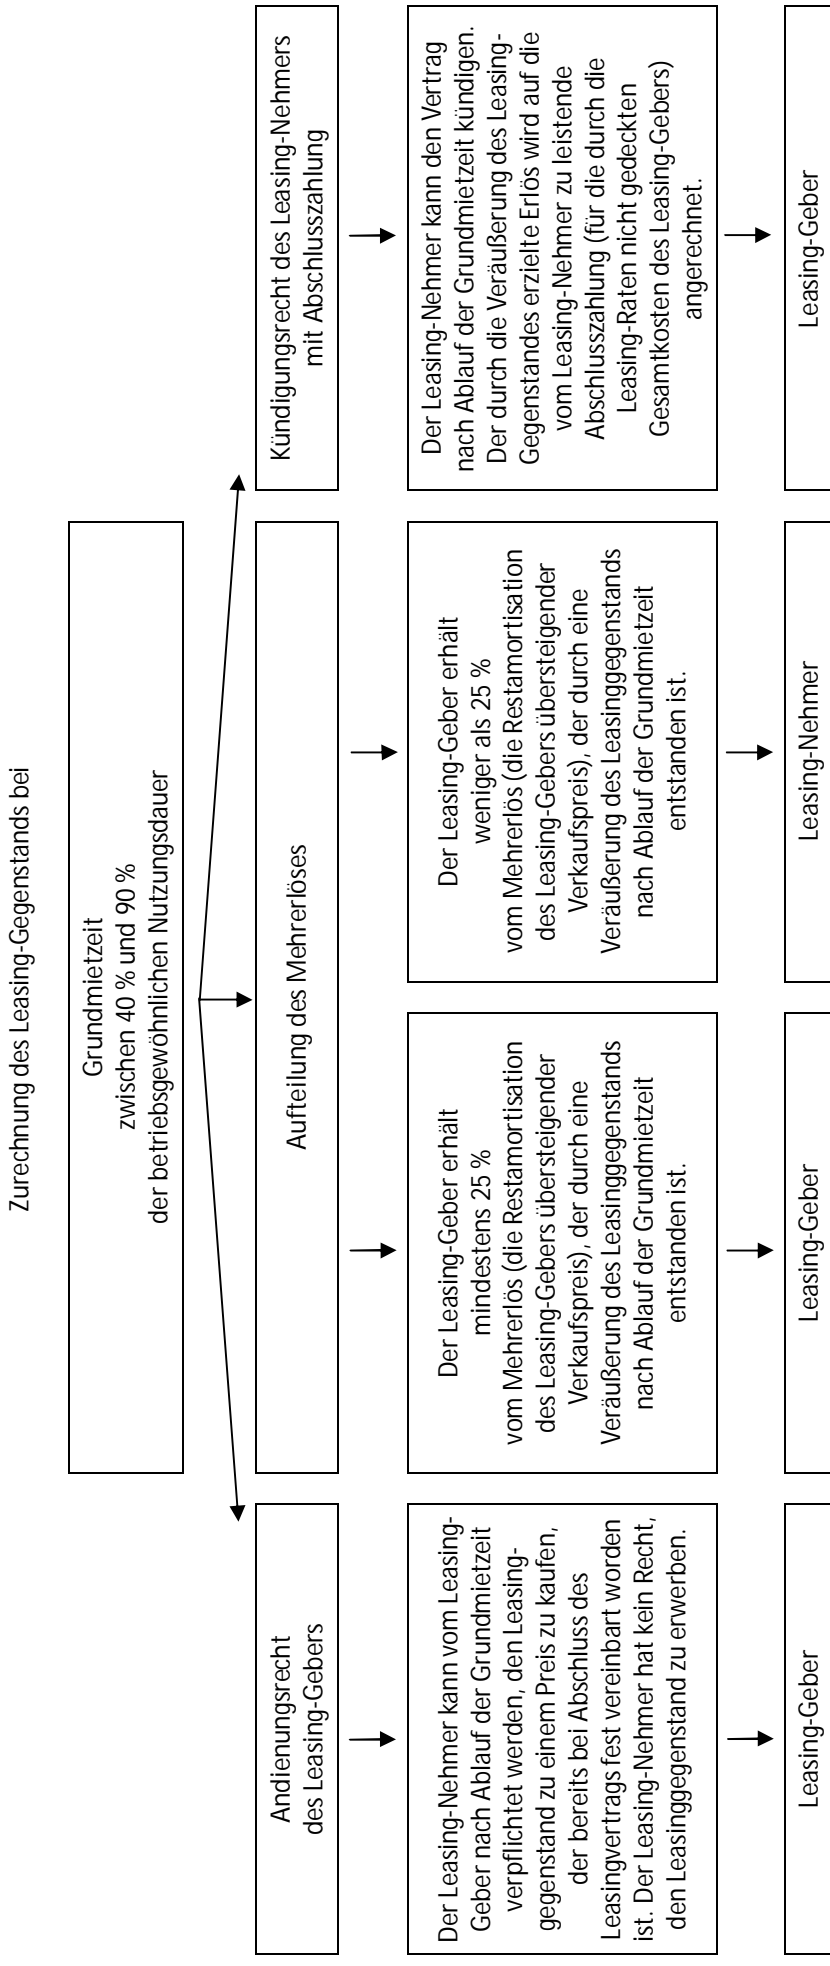 Zurechnung des Leasing-Gegenstands bei
Grundmietzeit
zwischen 40 % und 90 %
der betriebsgewöhnlichen Nutzungsdauer
Andienungsrecht
des Leasing-Gebers
Aufteilung des Mehrerlöses
Kündigungsrecht des Leasing-Nehmers
mit Abschlusszahlung
Der Leasing-Nehmer kann vom Leasing-
Geber nach Ablauf der Grundmietzeit
verpflichtet werden, den Leasing-
gegenstand zu einem Preis zu kaufen,
der bereits bei Abschluss des
Leasingvertrags fest vereinbart worden
ist. Der Leasing-Nehmer hat kein Recht,
den Leasinggegenstand zu erwerben.
Der Leasing-Geber erhält
mindestens 25 %
vom Mehrerlös (die Restamortisation
des Leasing-Gebers übersteigender
Verkaufspreis), der durch eine
Veräußerung des Leasinggegenstands
nach Ablauf der Grundmietzeit
entstanden ist.
Der Leasing-Geber erhält
weniger als 25 %
vom Mehrerlös (die Restamortisation
des Leasing-Gebers übersteigender
Verkaufspreis), der durch eine
Veräußerung des Leasinggegenstands
nach Ablauf der Grundmietzeit
entstanden ist.
Der Leasing-Nehmer kann den Vertrag
nach Ablauf der Grundmietzeit kündigen.
Der durch die Veräußerung des Leasing-
Gegenstandes erzielte Erlös wird auf die
vom Leasing-Nehmer zu leistende
Abschlusszahlung (für die durch die
Leasing-Raten nicht gedeckten
Gesamtkosten des Leasing-Gebers)
angerechnet.
Leasing-Geber
Leasing-Geber
Leasing-Nehmer
Leasing-Geber